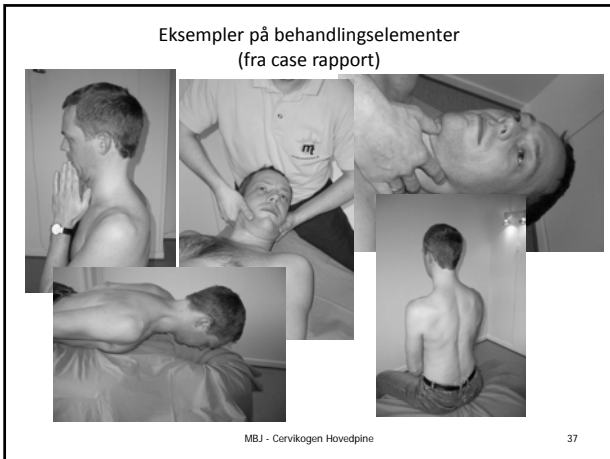 Eksempler på behandlingselementer
(fra case rapport)
MBJ - Cervikogen Hovedpine
37